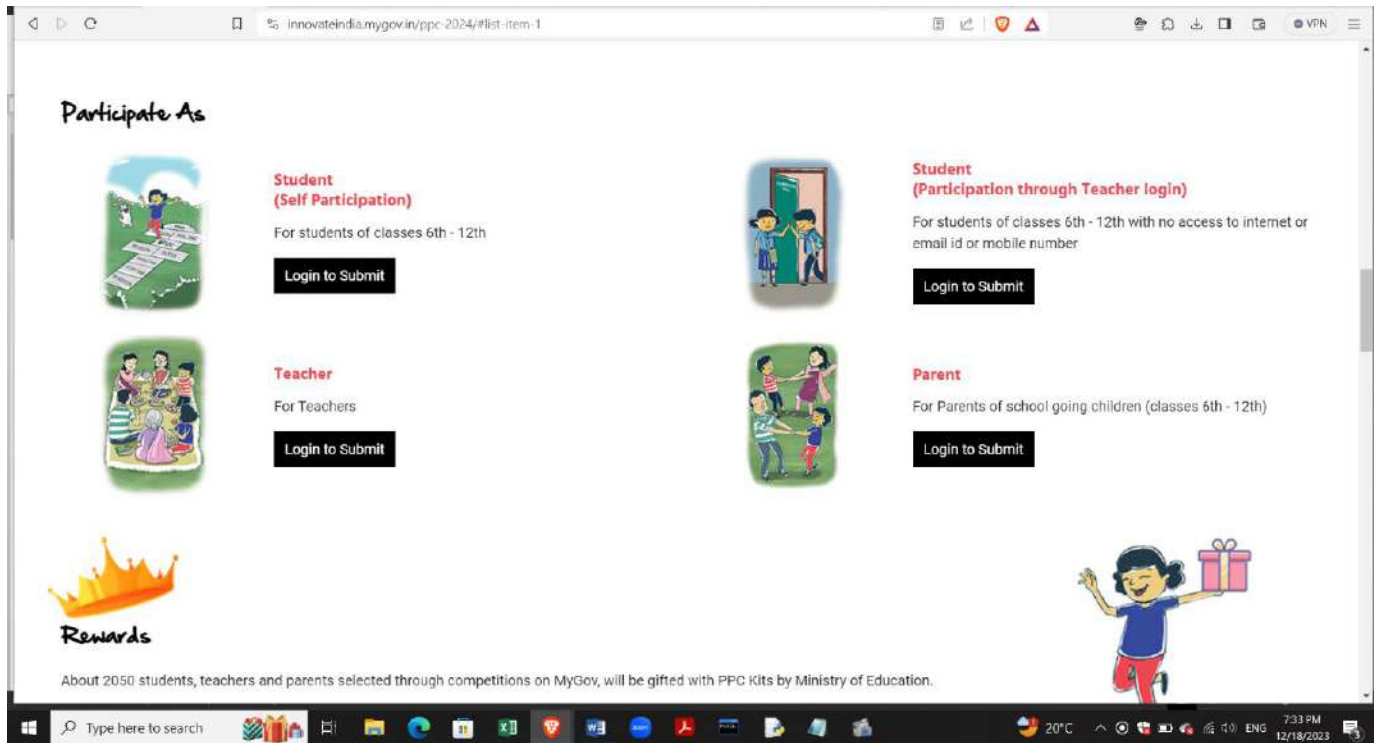 innovateindia.mygov.in/ppc-2024/#list-item-1
VPN
Participate As
Student
(Self Participation)
For students of classes 6th - 12th
Login to Submit
Student
(Participation through Teacher login)
For students of classes 6th - 12th with no access to internet or
email id or mobile number
Login to Submit
Teacher
For Teachers
Login to Submit
Parent
For Parents of school going children (classes 6th - 12th)
Login to Submit
Rewards
About 2050 students, teachers and parents selected through competitions on MyGov, will be gifted with PPC Kits by Ministry of Education.
Type here to search
20°C
ENG
7:33 PM
12/18/2023